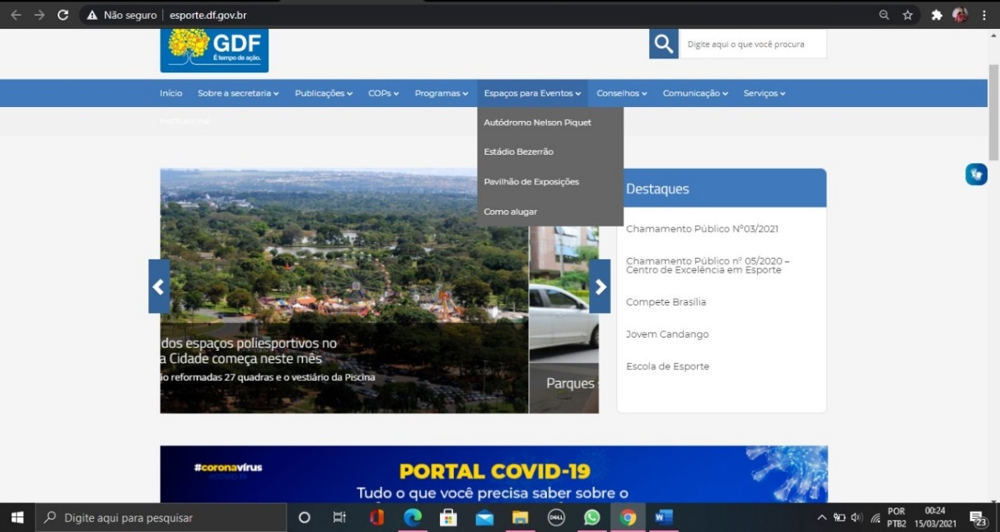 Não seguro | esporte.df.gov.br
GDF
É tempo de ação.
Digite aqui o que você procura
Início Sobre a secretaria Publicações COPs Programas Espaços para Eventos Conselhos Comunicação Serviços
Institucional
Autódromo Nelson Piquet
Estádio Bezerrão
Pavilhão de Exposições
Como alugar
Destaques
Chamamento Público Nº03/2021
Chamamento Público nº 05/2020 –
Centro de Excelência em Esporte
Compete Brasília
Jovem Candango
Escola de Esporte
dos espaços poliesportivos no
a Cidade começa neste mês
ão reformadas 27 quadras e o vestiário da Piscina
Parques
#coronavírus
#COVID-19
PORTAL COVID-19
Tudo o que você precisa saber sobre o
Digite aqui para pesquisar
DELL
W
POR 00:24
PTB2 15/03/2021
23